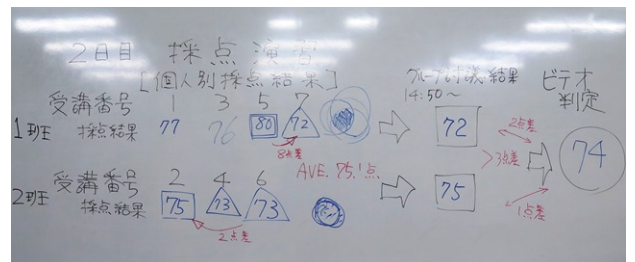 2日目 採点演習
[個人別採点結果]
グループ討議結果
14:50～
ビデオ
判定
受講番号 1 3 5 7
1班 採点結果 77 76 80 72
8点差
72
2点差
3点差
74
AVE. 75.1点
受講番号 2 4 6
2班 採点結果 75 73 73
2点差
75
1点差